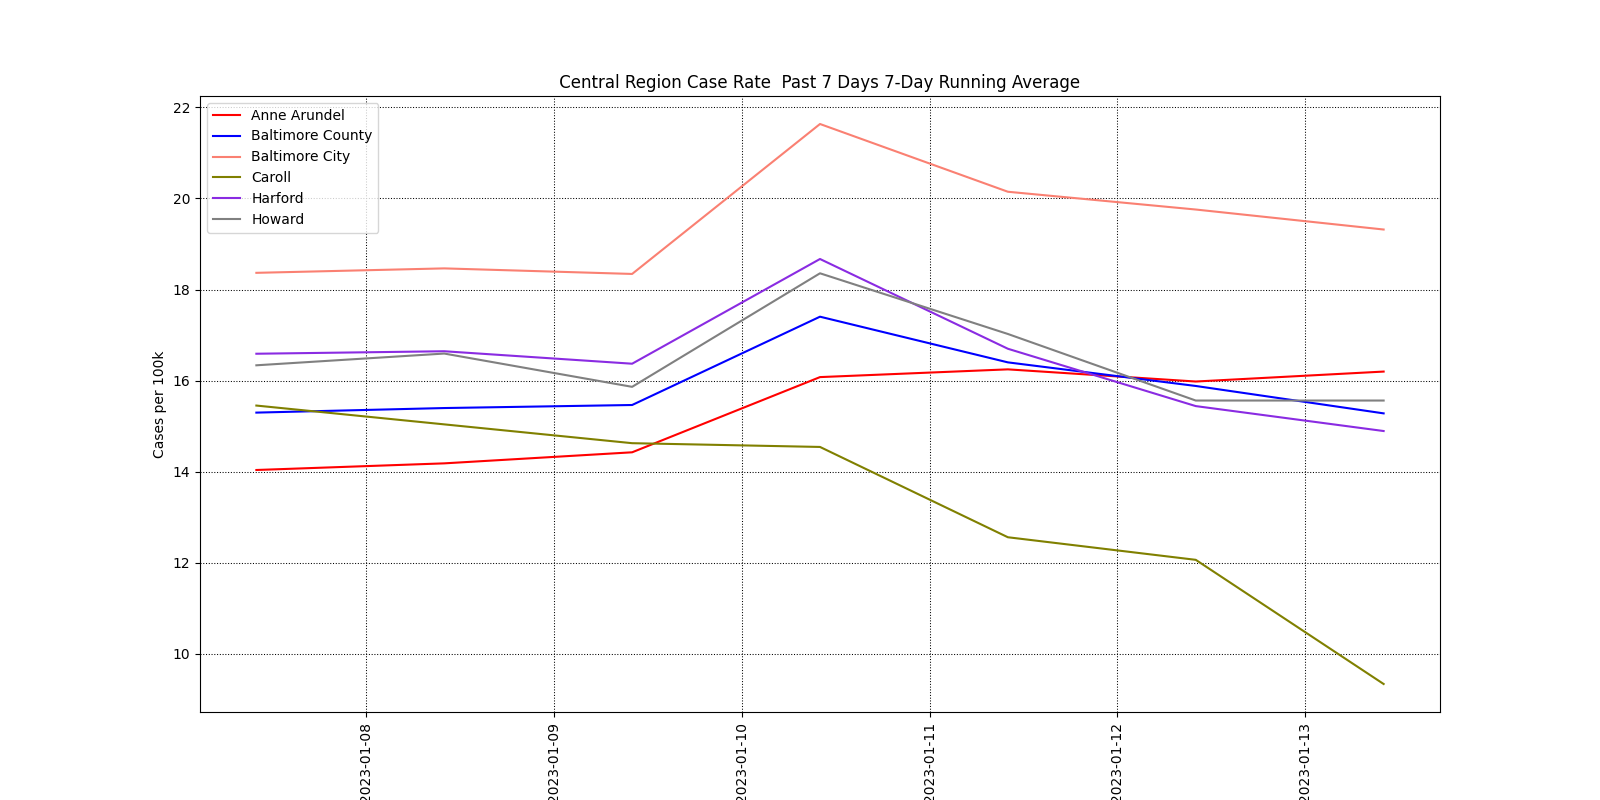 Central Region Case Rate  Past 7 Days 7-Day Running Average
Anne Arundel
Baltimore County
Baltimore City
Caroll
Harford
Howard
Cases per 100k
22
20
18
16
14
12
10
2023-01-08
2023-01-09
2023-01-10
2023-01-11
2023-01-12
2023-01-13